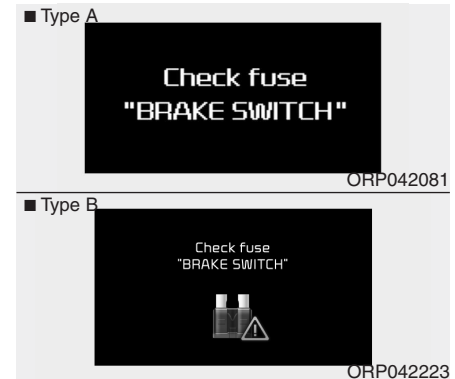 ■ Type A
Check fuse
"BRAKE SWITCH"
ORP042081
■ Type B
Check fuse
"BRAKE SWITCH"
ORP042223